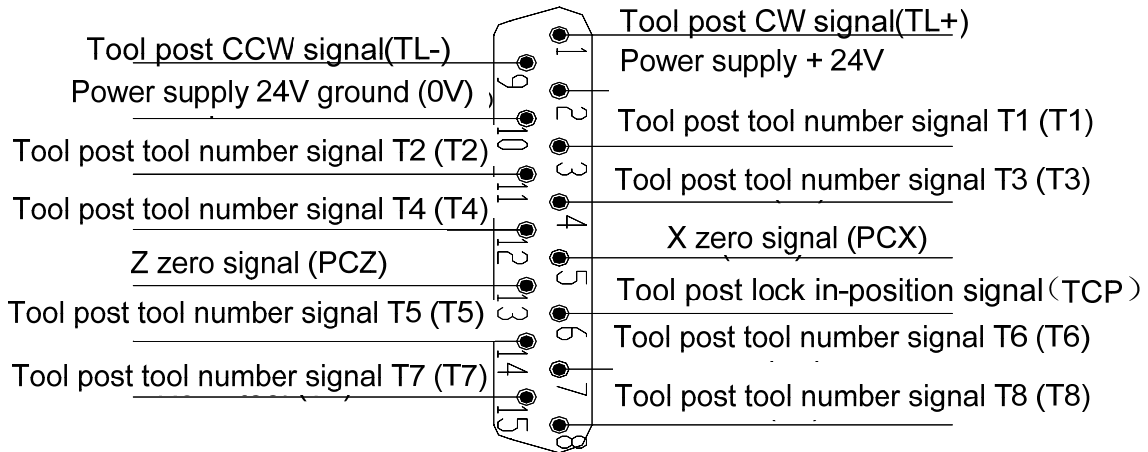 Tool post CW signal(TL+)
Tool post CCW signal(TL-)
Power supply + 24V
Power supply 24V ground (0V)
Tool post tool number signal T1 (T1)
Tool post tool number signal T2 (T2)
Tool post tool number signal T3 (T3)
Tool post tool number signal T4 (T4)
X zero signal (PCX)
Z zero signal (PCZ)
Tool post lock in-position signal（TCP）
Tool post tool number signal T5 (T5)
Tool post tool number signal T6 (T6)
Tool post tool number signal T7 (T7)
Tool post tool number signal T8 (T8)
1
9
2
10
3
11
4
12
5
13
6
14
7
15
8